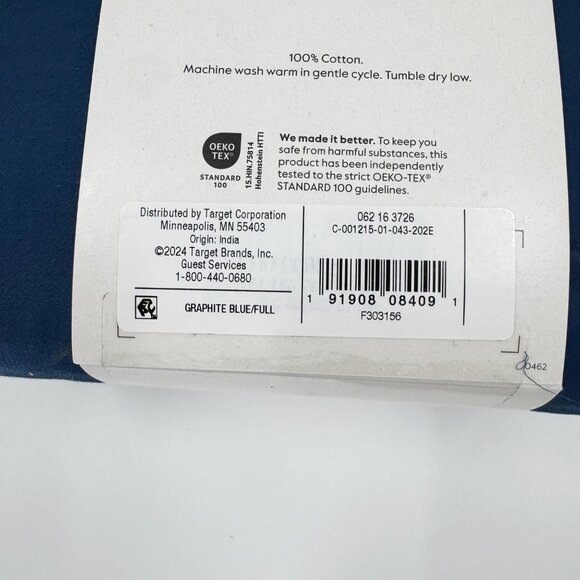 100% Cotton.
Machine wash warm in gentle cycle. Tumble dry low.
OEKO
TEX®
STANDARD
100
15.HIN.75814
Hohenstein HTTI
We made it better. To keep you
safe from harmful substances, this
product has been independently
tested to the strict OEKO-TEX®
STANDARD 100 guidelines.
Distributed by Target Corporation
Minneapolis, MN 55403
Origin: India
©2024 Target Brands, Inc.
Guest Services
1-800-440-0680
GRAPHITE BLUE/FULL
062 16 3726
C-001215-01-043-202E
1 91908 08409 1
F303156